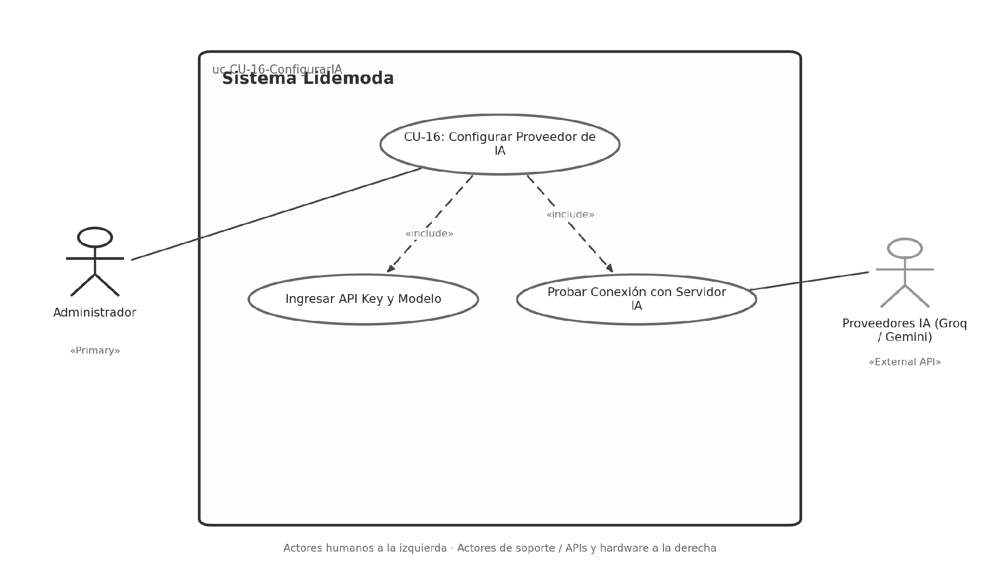 uc CU-16-ConfigurarIA
Sistema Lidemoda
CU-16: Configurar Proveedor de
IA
«include»
«include»
Ingresar API Key y Modelo
Probar Conexión con Servidor
IA
Administrador
«Primary»
Proveedores IA (Groq
/ Gemini)
«External API»
Actores humanos a la izquierda · Actores de soporte / APIs y hardware a la derecha